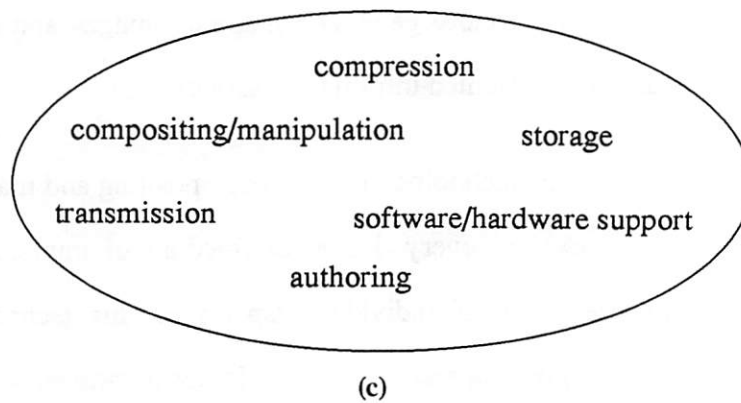 compression
compositing/manipulation storage
transmission software/hardware support
authoring
(c)